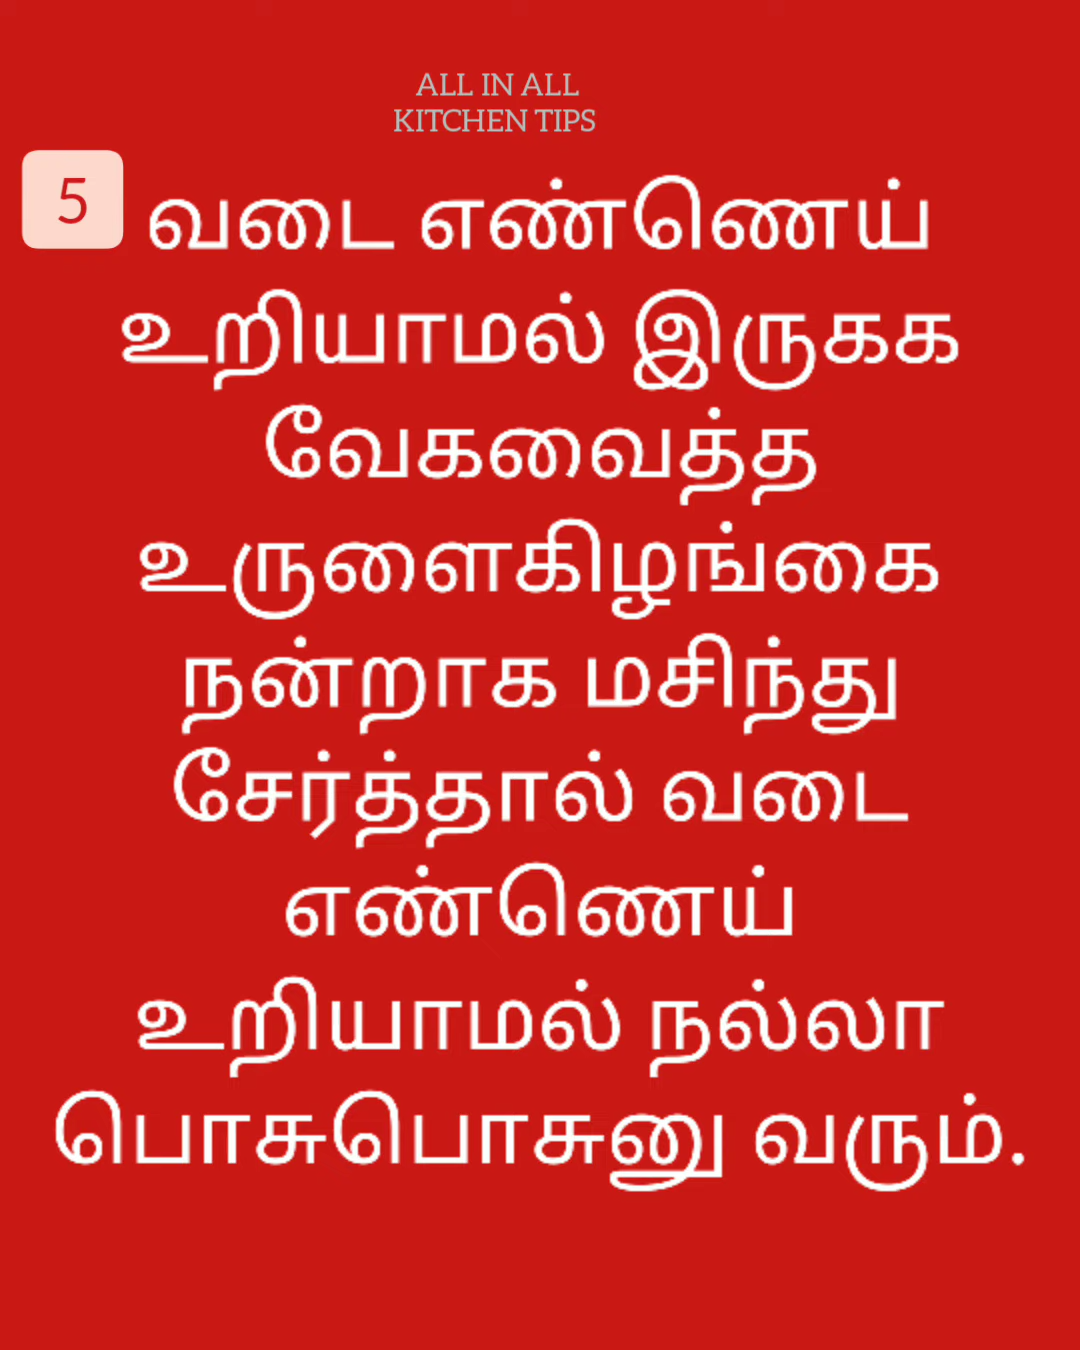 ALL IN ALL
KITCHEN TIPS
5
வடை எண்ணெய்
உறியாமல் இருகக
வேகவைத்த
உருளைகிழங்கை
நன்றாக மசிந்து
சேர்த்தால் வடை
எண்ணெய்
உறியாமல் நல்லா
பொசுபொசுனு வரும்.